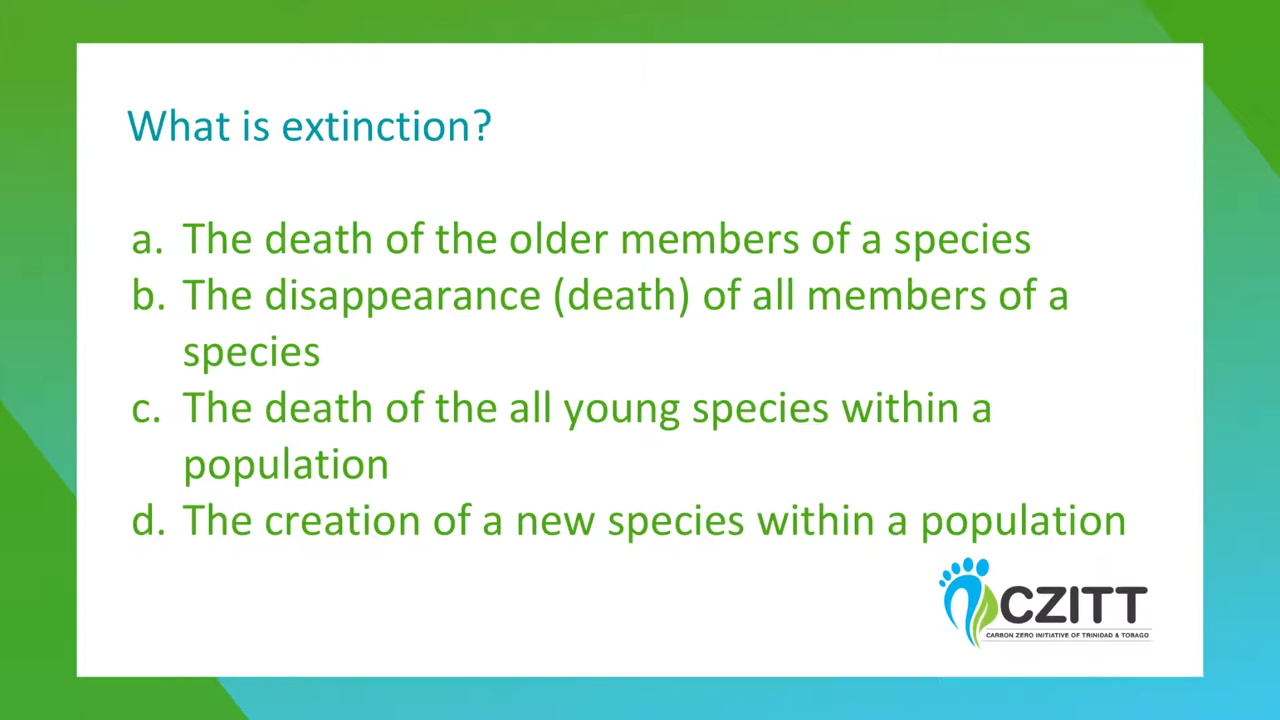 What is extinction?
a. The death of the older members of a species
b. The disappearance (death) of all members of a
species
c. The death of the all young species within a
population
d. The creation of a new species within a population
CZITT
CARBON ZERO INITIATIVE OF TRINIDAD & TOBAGO